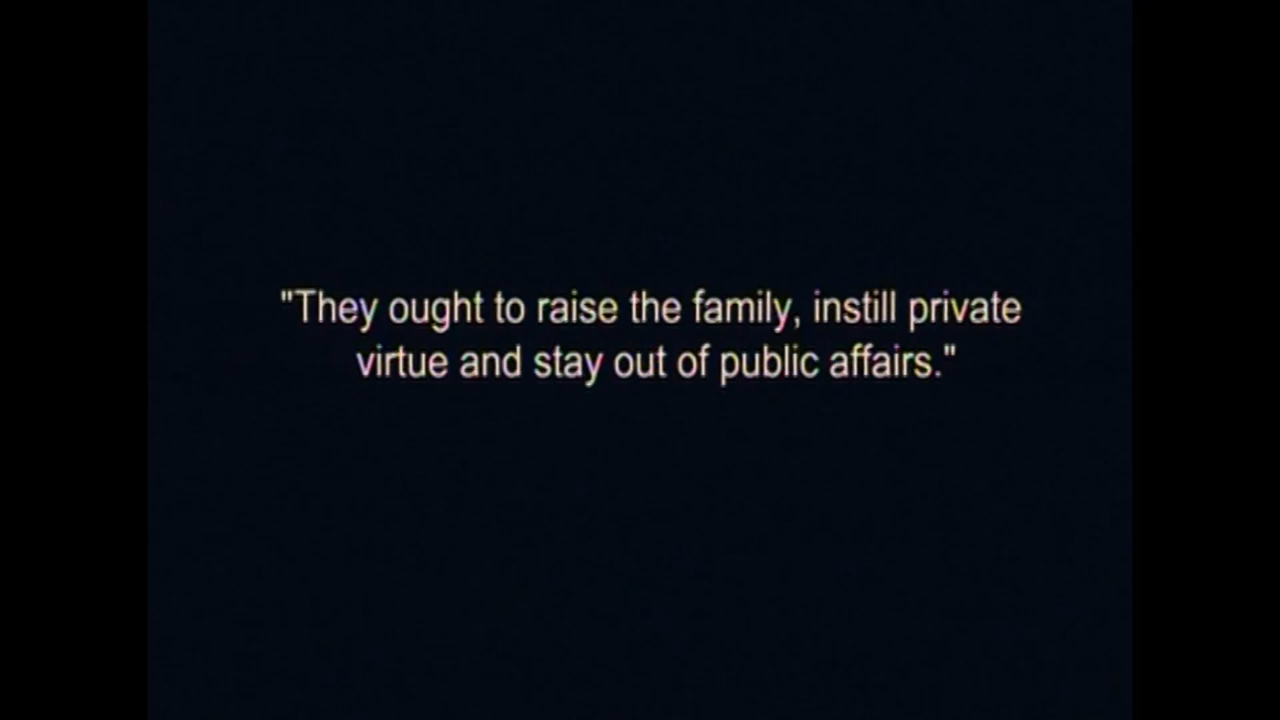 "They ought to raise the family, instill private
virtue and stay out of public affairs."